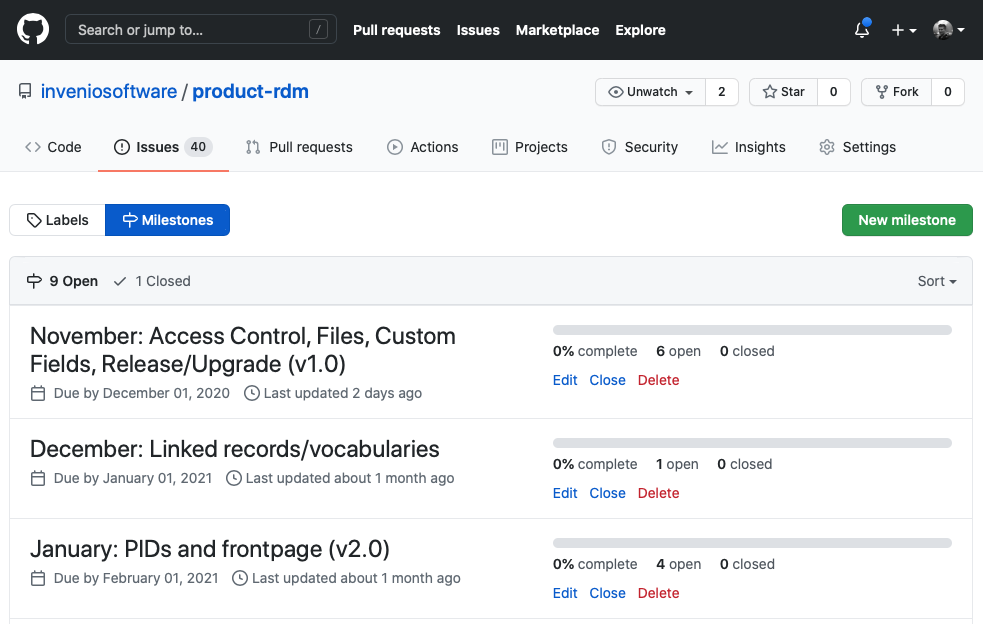 Search or jump to... /
Pull requests Issues Marketplace Explore
inveniosoftware / product-rdm
Unwatch 2 Star 0 Fork 0
Code Issues 40 Pull requests Actions Projects Security Insights Settings
Labels Milestones New milestone
9 Open 1 Closed Sort
November: Access Control, Files, Custom
Fields, Release/Upgrade (v1.0)
Due by December 01, 2020 Last updated 2 days ago
0% complete 6 open 0 closed
Edit Close Delete
December: Linked records/vocabularies
Due by January 01, 2021 Last updated about 1 month ago
0% complete 1 open 0 closed
Edit Close Delete
January: PIDs and frontpage (v2.0)
Due by February 01, 2021 Last updated about 1 month ago
0% complete 4 open 0 closed
Edit Close Delete